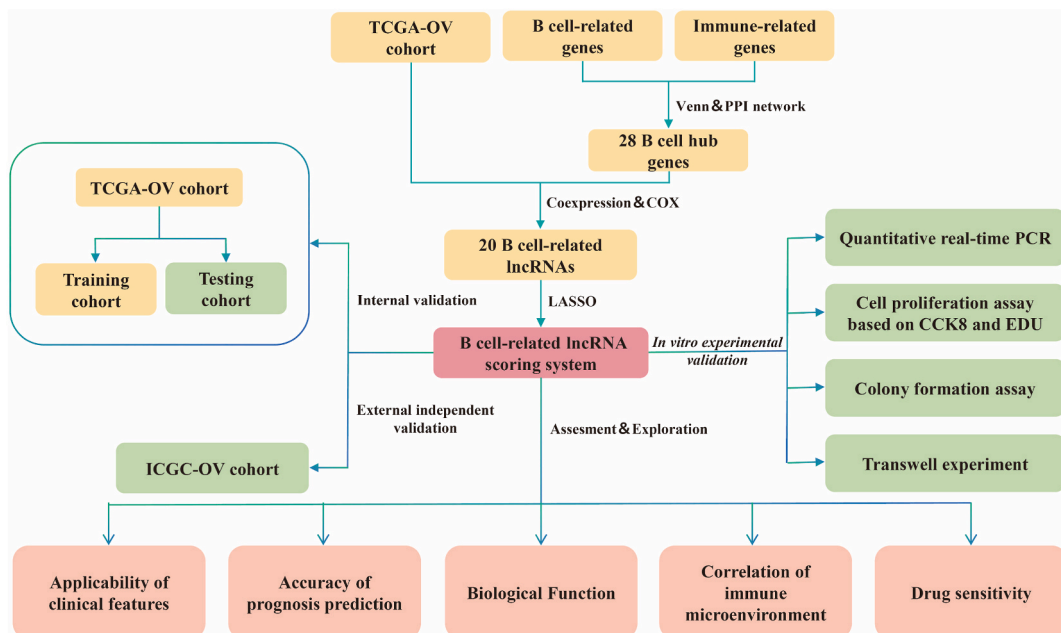 TCGA-OV
cohort
B cell-related
genes
Immune-related
genes
Venn&PPI network
28 B cell hub
genes
Coexpression&COX
TCGA-OV cohort
Training
cohort
Testing
cohort
20 B cell-related
lncRNAs
LASSO
Internal validation
B cell-related lncRNA
scoring system
In vitro experimental
validation
Quantitative real-time PCR
Cell proliferation assay
based on CCK8 and EDU
Colony formation assay
Transwell experiment
External independent
validation
ICGC-OV cohort
Assesment&Exploration
Applicability of
clinical features
Accuracy of
prognosis prediction
Biological Function
Correlation of
immune
microenvironment
Drug sensitivity